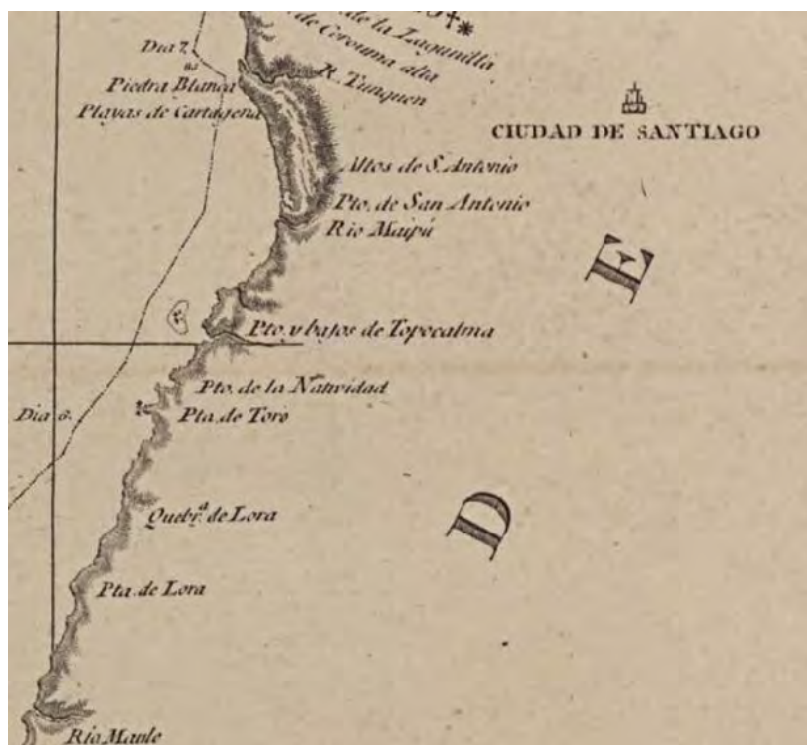 de la Lagunilla
de Corouma alta
Dia 7.
as
Piedra Blanca
R. Tunquen
Playas de Cartagena
CIUDAD DE SANTIAGO
Altos de S. Antonio
Pto. de San Antonio
Rio Maipú
E
Pto. y bajos de Topocalma
Pto. de la Natividad
Dia 6.
Pta. de Toro
D
Quebr.ª de Lora
Pta. de Lora
Rio Maule